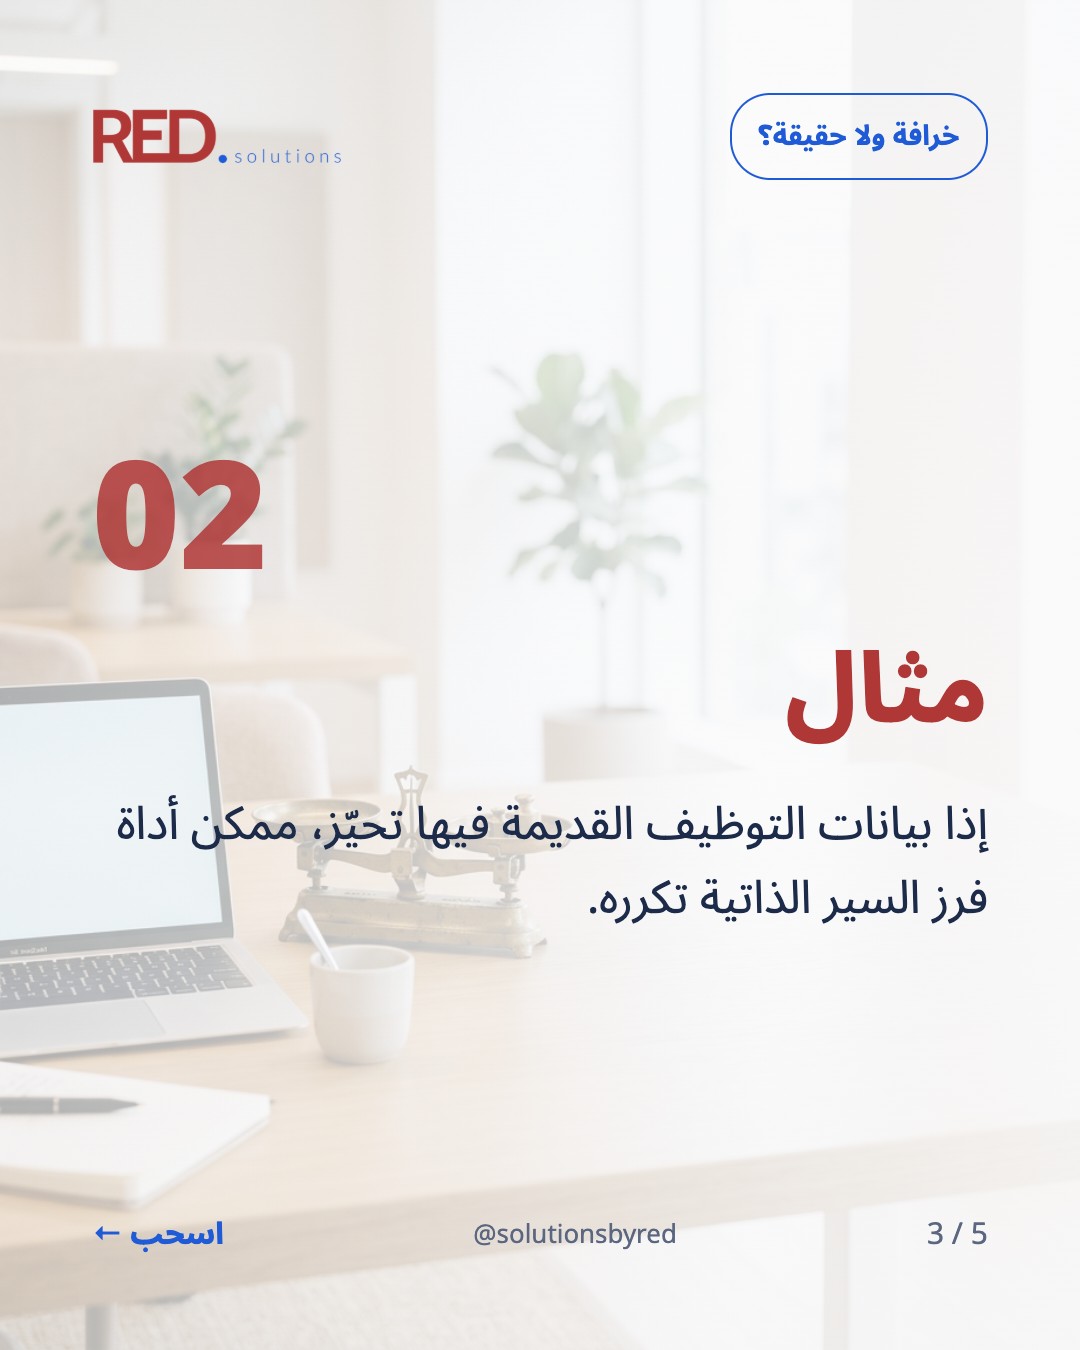 RED.solutions
خرافة ولا حقيقة؟
02
مثال
إذا بيانات التوظيف القديمة فيها تحيّز، ممكن أداة
فرز السير الذاتية تكرره.
اسحب ←
@solutionsbyred
3 / 5